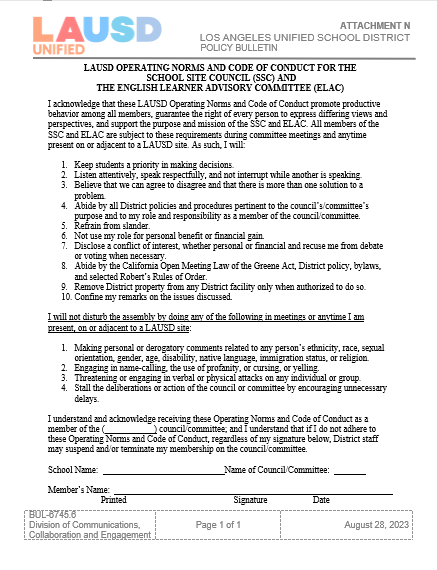 LAUSD
UNIFIED
ATTACHMENT N
LOS ANGELES UNIFIED SCHOOL DISTRICT
POLICY BULLETIN
LAUSD OPERATING NORMS AND CODE OF CONDUCT FOR THE
SCHOOL SITE COUNCIL (SSC) AND
THE ENGLISH LEARNER ADVISORY COMMITTEE (ELAC)
I acknowledge that these LAUSD Operating Norms and Code of Conduct promote productive
behavior among all members, guarantee the right of every person to express differing views and
perspectives, and support the purpose and mission of the SSC and ELAC. All members of the
SSC and ELAC are subject to these requirements during committee meetings and anytime
present on or adjacent to a LAUSD site. As such, I will:
1. Keep students a priority in making decisions.
2. Listen attentively, speak respectfully, and not interrupt while another is speaking.
3. Believe that we can agree to disagree and that there is more than one solution to a
problem.
4. Abide by all District policies and procedures pertinent to the council's/committee's
purpose and to my role and responsibility as a member of the council/committee.
5. Refrain from slander.
6. Not use my role for personal benefit or financial gain.
7. Disclose a conflict of interest, whether personal or financial and recuse me from debate
or voting when necessary.
8. Abide by the California Open Meeting Law of the Greene Act, District policy, bylaws,
and selected Robert's Rules of Order.
9. Remove District property from any District facility only when authorized to do so.
10. Confine my remarks on the issues discussed.
I will not disturb the assembly by doing any of the following in meetings or anytime I am
present, on or adjacent to a LAUSD site:
1. Making personal or derogatory comments related to any person's ethnicity, race, sexual
orientation, gender, age, disability, native language, immigration status, or religion.
2. Engaging in name-calling, the use of profanity, or cursing, or yelling.
3. Threatening or engaging in verbal or physical attacks on any individual or group.
4. Stall the deliberations or action of the council or committee by encouraging unnecessary
delays.
I understand and acknowledge receiving these Operating Norms and Code of Conduct as a
member of the (__________) council/committee; and I understand that if I do not adhere to
these Operating Norms and Code of Conduct, regardless of my signature below, District staff
may suspend and/or terminate my membership on the council/committee.
School Name: ____________________ Name of Council/Committee: ______
Member's Name: ____________________
Printed Signature Date
BUL-6745.6
Division of Communications,
Collaboration and Engagement
Page 1 of 1
August 28, 2023